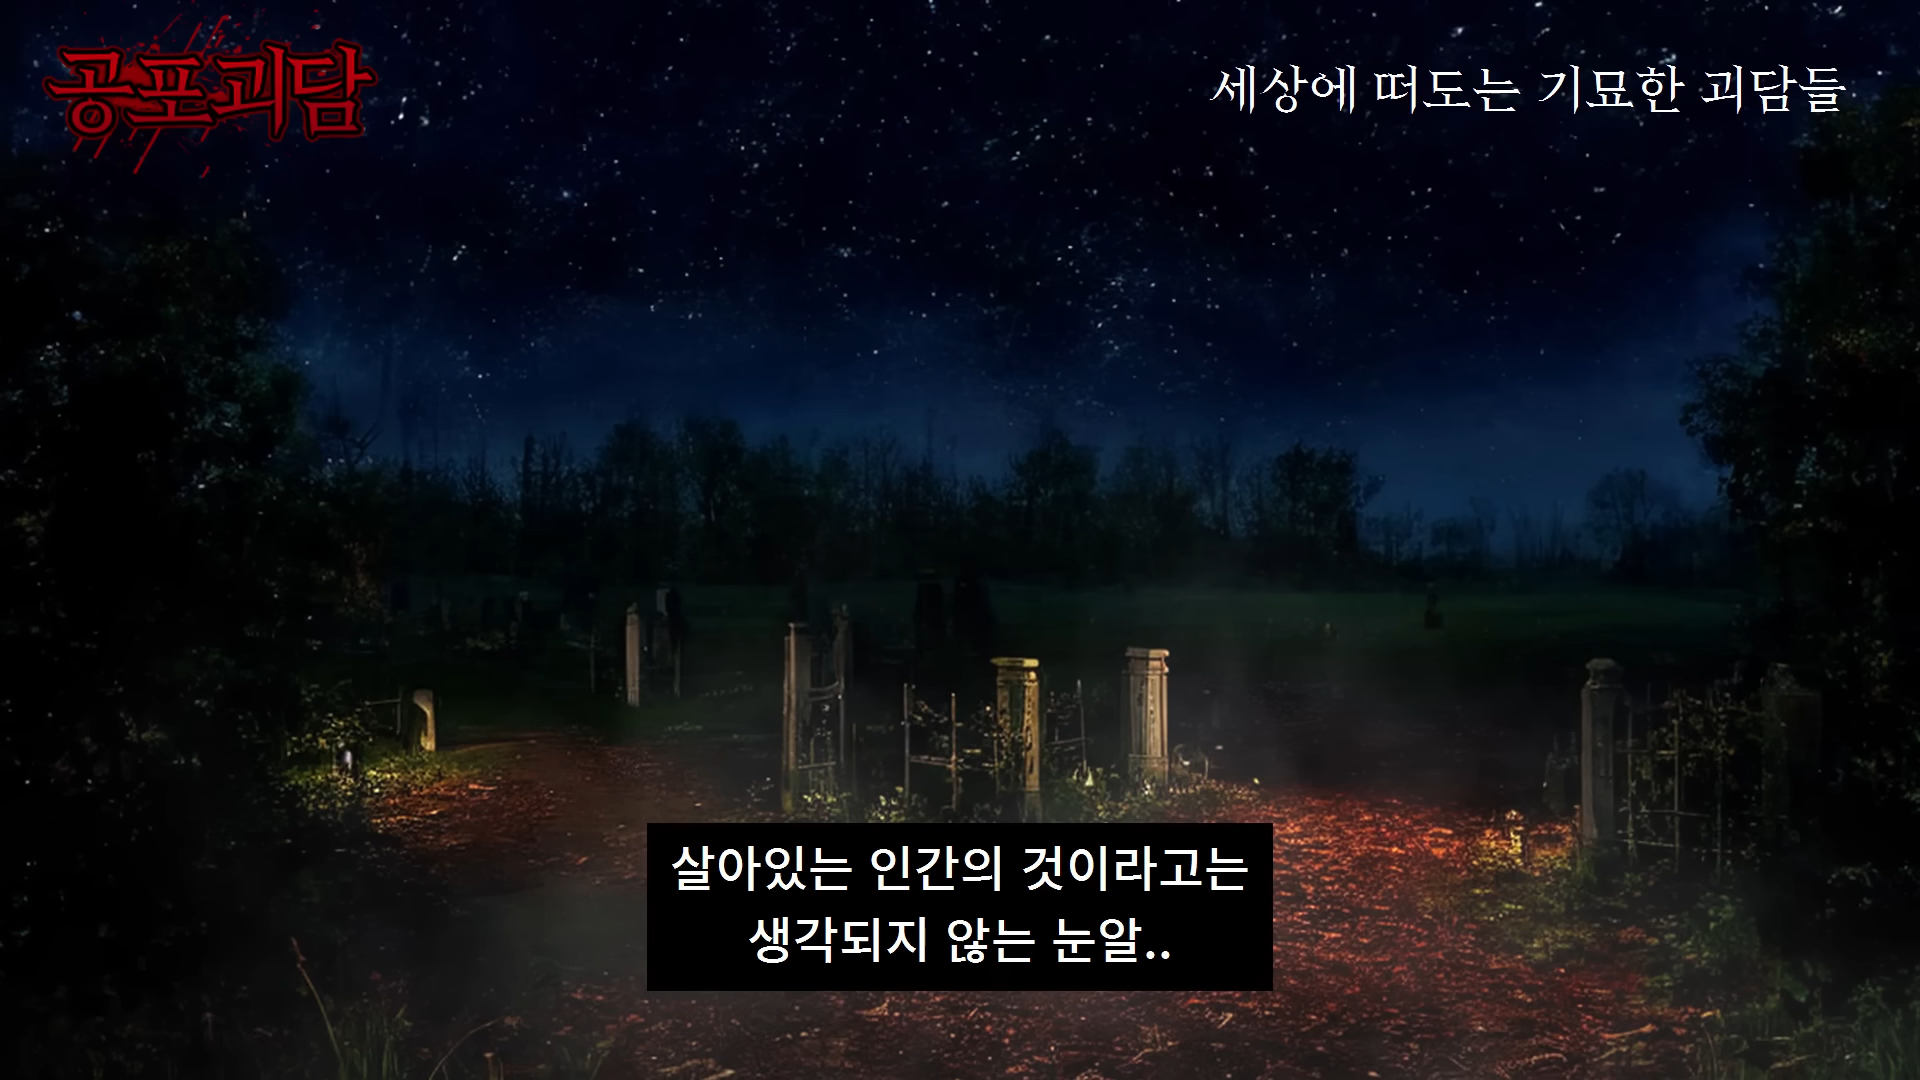 공포괴담
세상에 떠도는 기묘한 괴담들
살아있는 인간의 것이라고는
생각되지 않는 눈알..